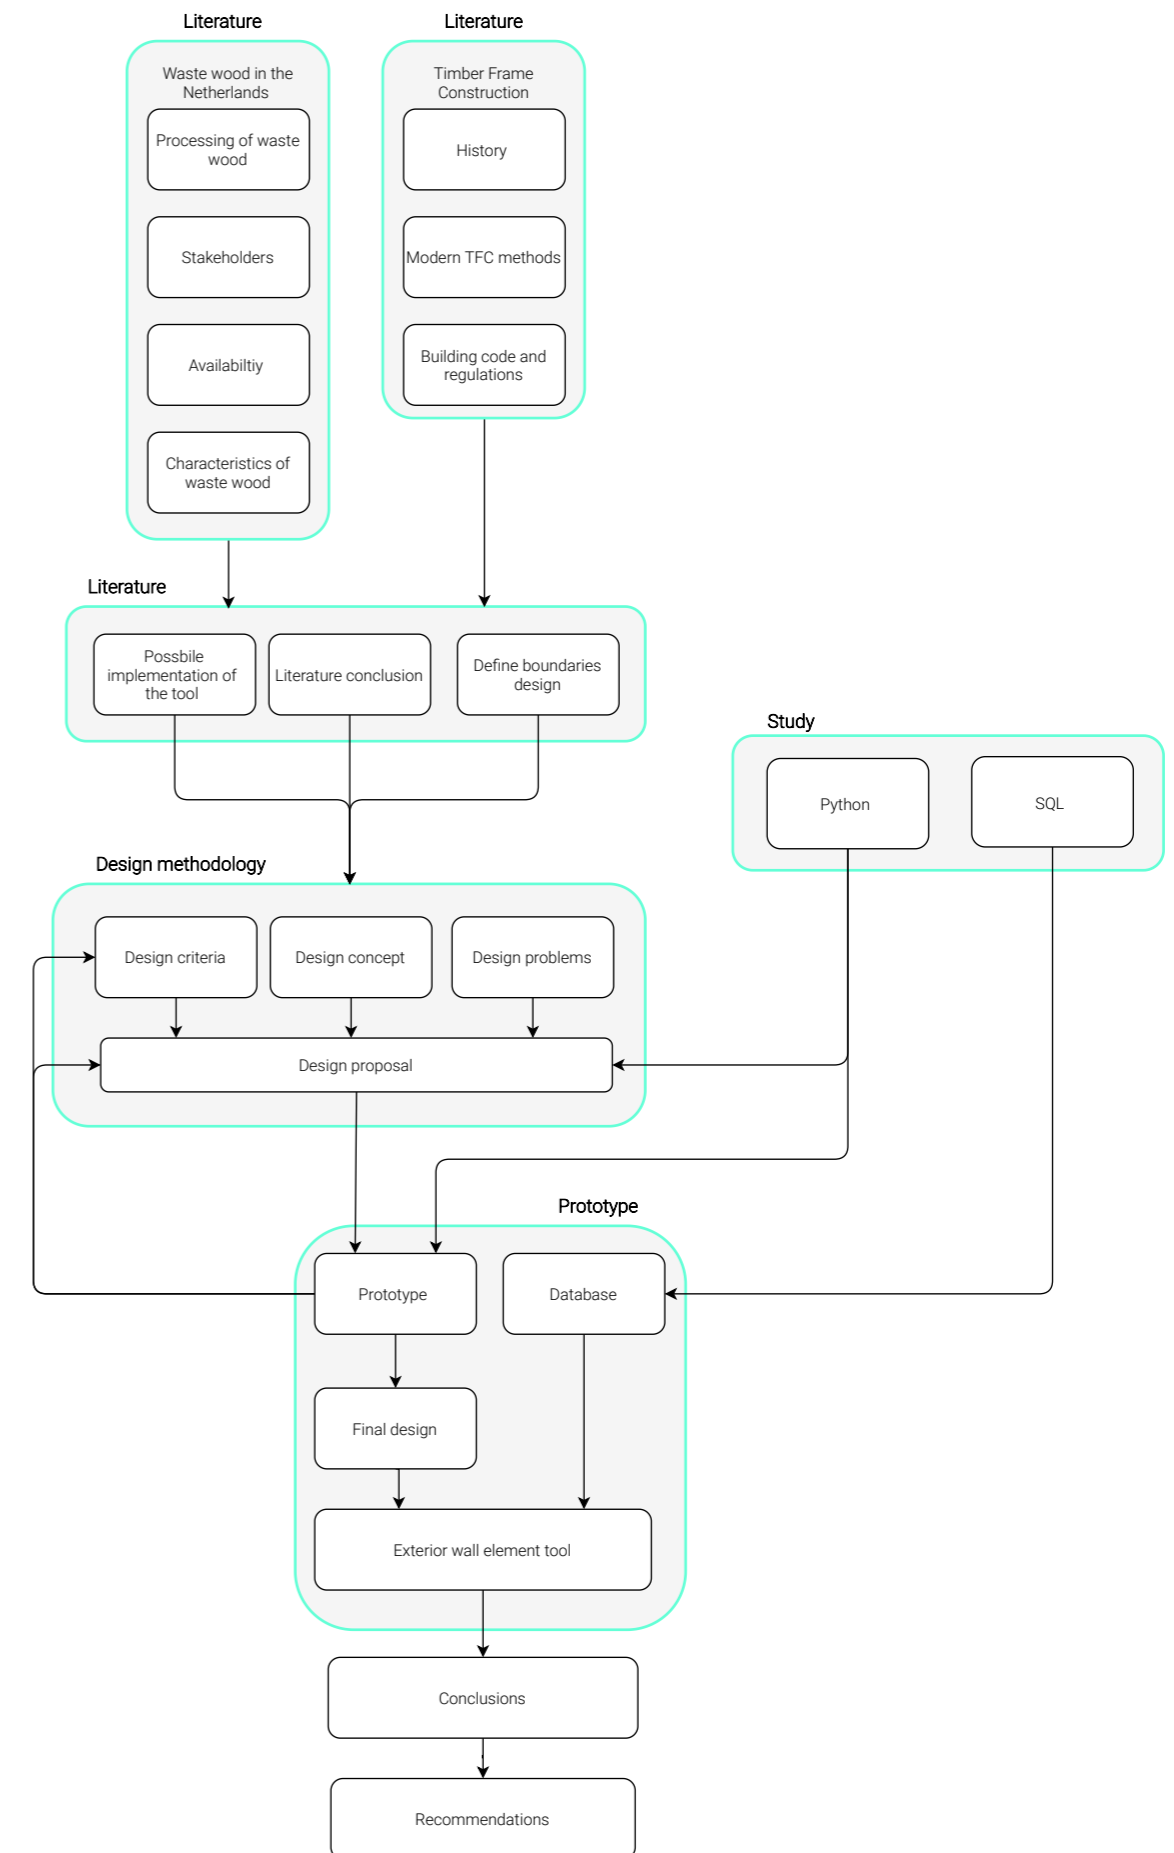 Literature
Waste wood in the
Netherlands
Processing of waste
wood
Stakeholders
Availabiltiy
Characteristics of
waste wood
Literature
Timber Frame
Construction
History
Modern TFC methods
Building code and
regulations
Literature
Possbile
implementation of
the tool
Literature conclusion
Define boundaries
design
Study
Python
SQL
Design methodology
Design criteria
Design concept
Design problems
Design proposal
Prototype
Prototype
Database
Final design
Exterior wall element tool
Conclusions
Recommendations